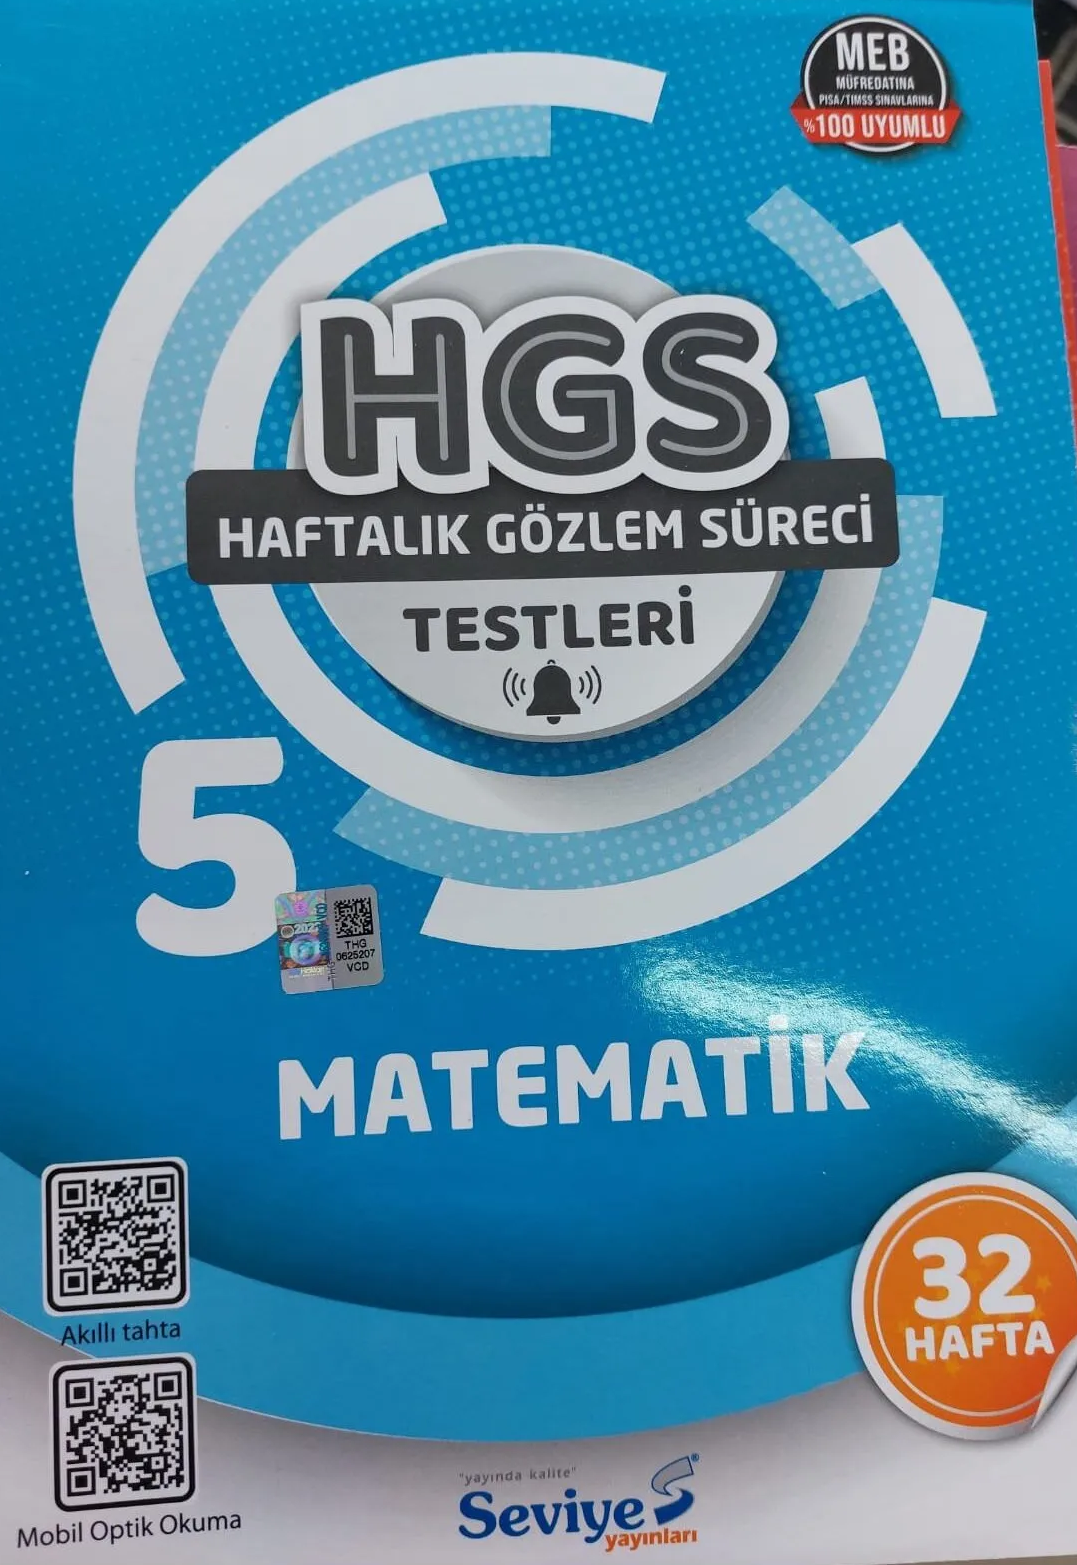 MEB
MÜFREDATINA
PISA/TIMSS SINAVLARINA
%100 UYUMLU
HGS
HAFTALIK GÖZLEM SÜRECİ
TESTLERİ
5
THG
0625207
VCD
MATEMATİK
Akıllı tahta
32
HAFTA
Mobil Optik Okuma
"yayında kalite"
Seviye
yayınları